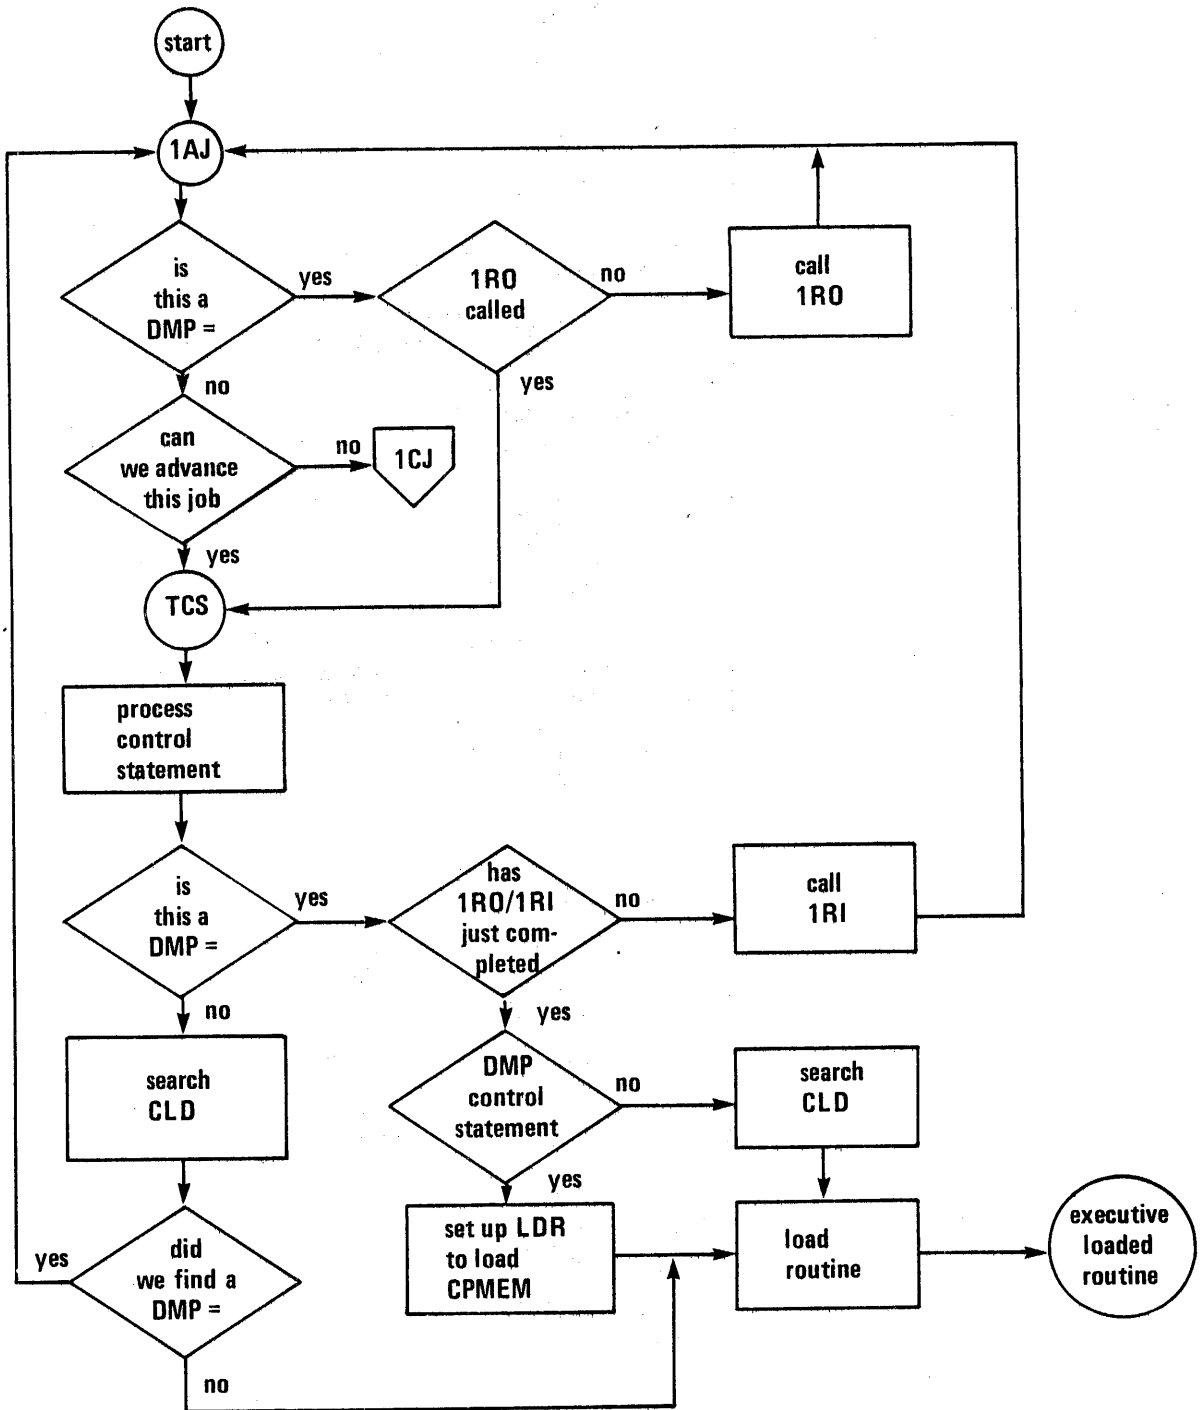 start
1AJ
is
this a
DMP =
yes
1RO
called
no
call
1RO
no
yes
can
we advance
this job
no
1CJ
yes
TCS
process
control
statement
is
this a
DMP =
yes
has
1RO/1RI
just com-
pleted
no
call
1RI
no
yes
search
CLD
DMP
control
statement
no
search
CLD
yes
did
we find a
DMP =
yes
set up LDR
to load
CPMEM
load
routine
executive
loaded
routine
no